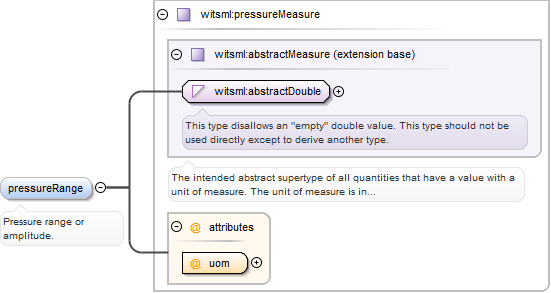 witsml:pressureMeasure
witsml:abstractMeasure (extension base)
witsml:abstractDouble
This type disallows an "empty" double value. This type should not be
used directly except to derive another type.
The intended abstract supertype of all quantities that have a value with a
unit of measure. The unit of measure is in...
pressureRange
Pressure range or
amplitude.
@ attributes
@ uom